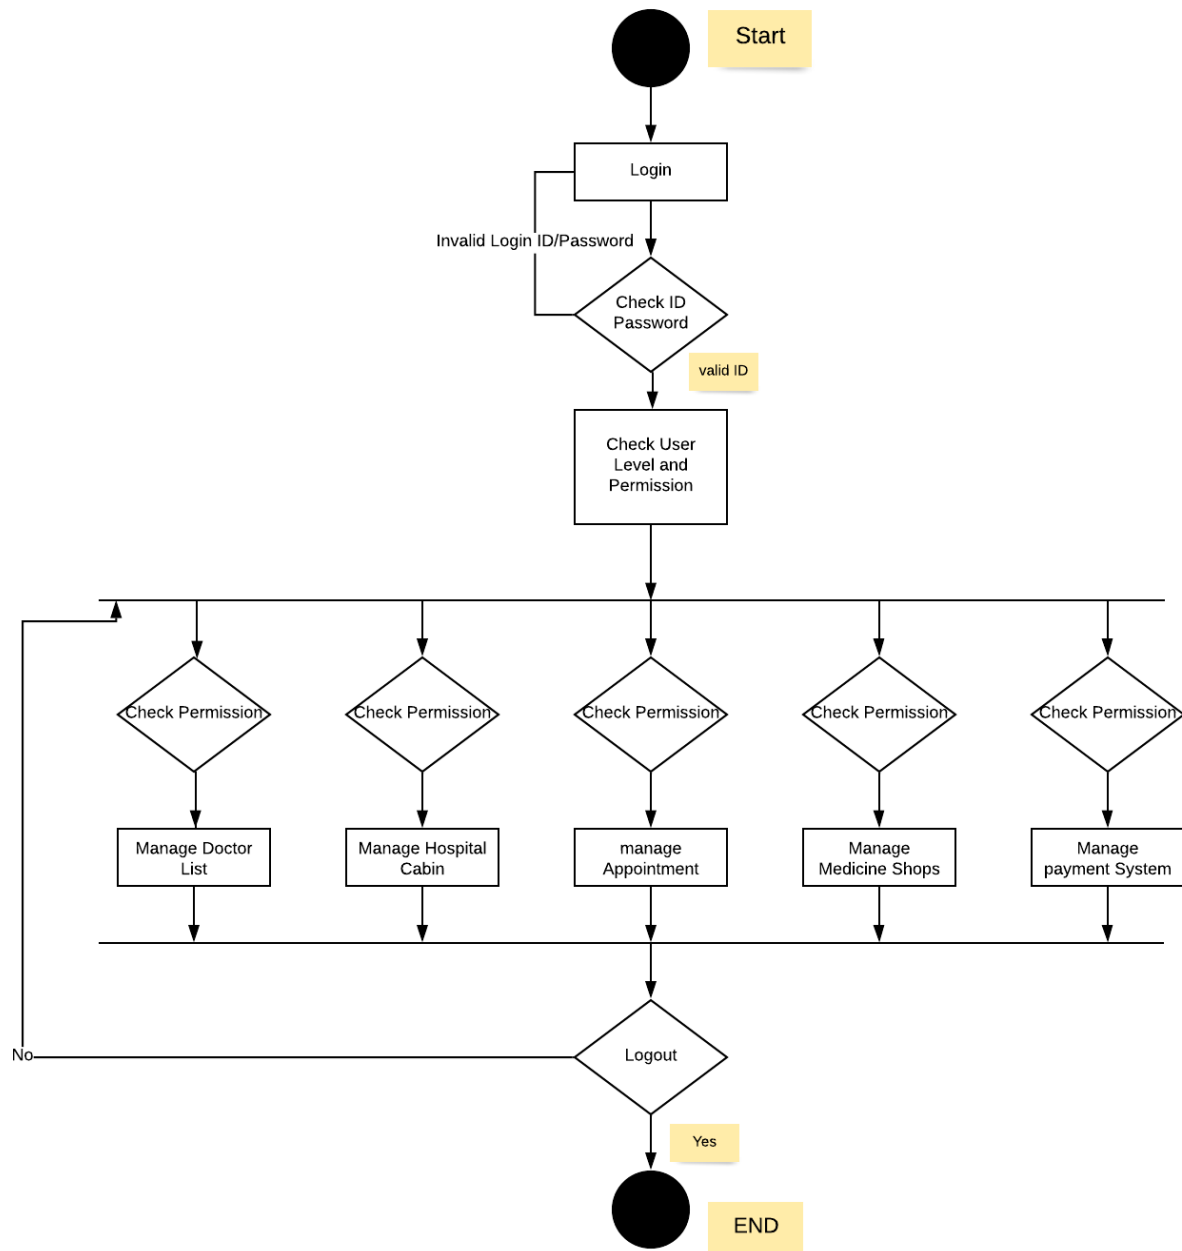 Start
Login
Invalid Login ID/Password
Check ID
Password
valid ID
Check User
Level and
Permission
Check Permission
Check Permission
Check Permission
Check Permission
Check Permission
Manage Doctor
List
Manage Hospital
Cabin
manage
Appointment
Manage
Medicine Shops
Manage
payment System
No
Logout
Yes
END